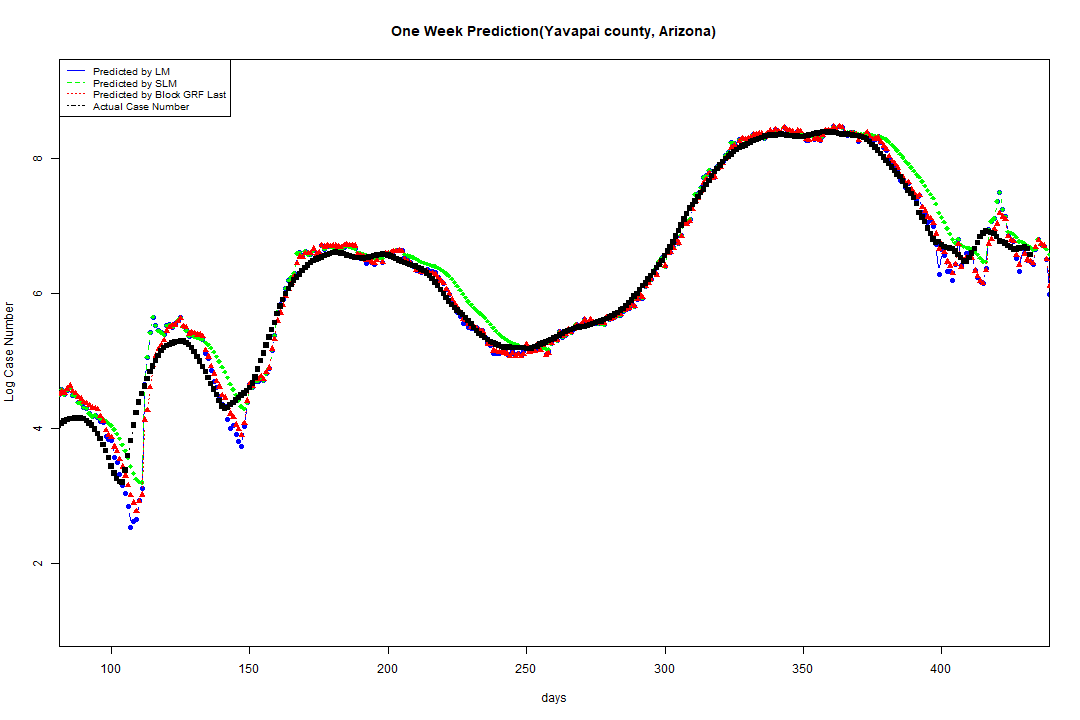 One Week Prediction(Yavapai county, Arizona)
Predicted by LM
Predicted by SLM
Predicted by Block GRF Last
Actual Case Number
Log Case Number
8
6
4
2
100 150 200 250 300 350 400
days